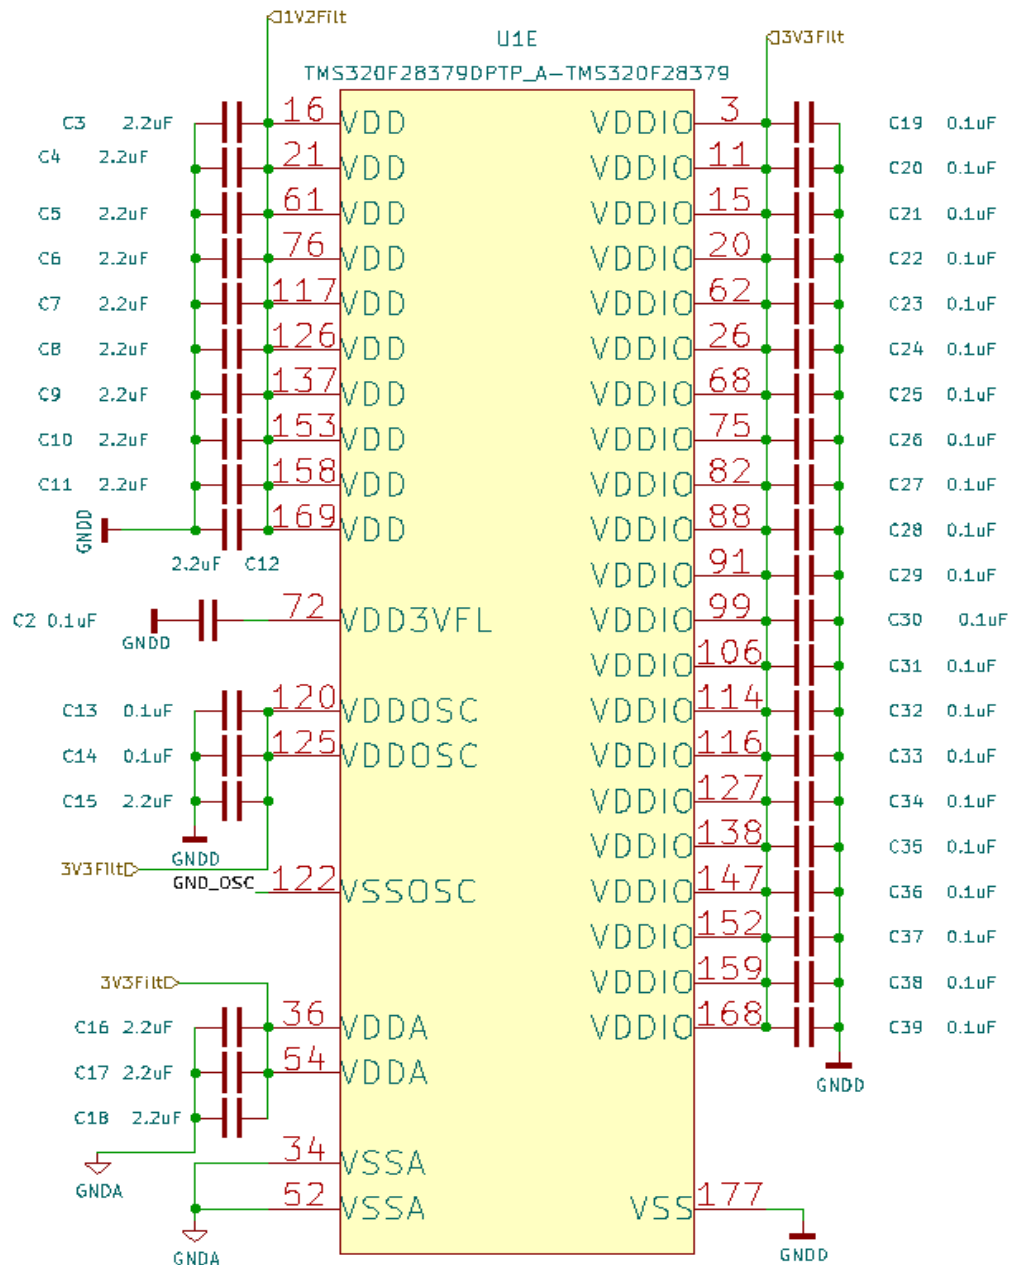 1V2Filt
3V3Filt
U1E
TMS320F28379DPTP_A-TMS320F28379
C3 2.2uF 16 VDD VDDIO 3 C19 0.1uF
C4 2.2uF 21 VDD VDDIO 11 C20 0.1uF
C5 2.2uF 61 VDD VDDIO 15 C21 0.1uF
C6 2.2uF 76 VDD VDDIO 20 C22 0.1uF
C7 2.2uF 117 VDD VDDIO 62 C23 0.1uF
C8 2.2uF 126 VDD VDDIO 26 C24 0.1uF
C9 2.2uF 137 VDD VDDIO 68 C25 0.1uF
C10 2.2uF 153 VDD VDDIO 75 C26 0.1uF
C11 2.2uF 158 VDD VDDIO 82 C27 0.1uF
GNDD 169 VDD VDDIO 88 C28 0.1uF
2.2uF C12 VDDIO 91 C29 0.1uF
C2 0.1uF GNDD 72 VDD3VFL VDDIO 99 C30 0.1uF
VDDIO 106 C31 0.1uF
C13 0.1uF 120 VDDOSC VDDIO 114 C32 0.1uF
C14 0.1uF 125 VDDOSC VDDIO 116 C33 0.1uF
C15 2.2uF VDDIO 127 C34 0.1uF
GNDD VDDIO 138 C35 0.1uF
3V3Filt
GND_OSC 122 VSSOSC VDDIO 147 C36 0.1uF
VDDIO 152 C37 0.1uF
3V3Filt VDDIO 159 C38 0.1uF
C16 2.2uF 36 VDDA VDDIO 168 C39 0.1uF
C17 2.2uF 54 VDDA GNDD
C18 2.2uF
GNDA 34 VSSA
52 VSSA VSS 177
GNDA GNDD